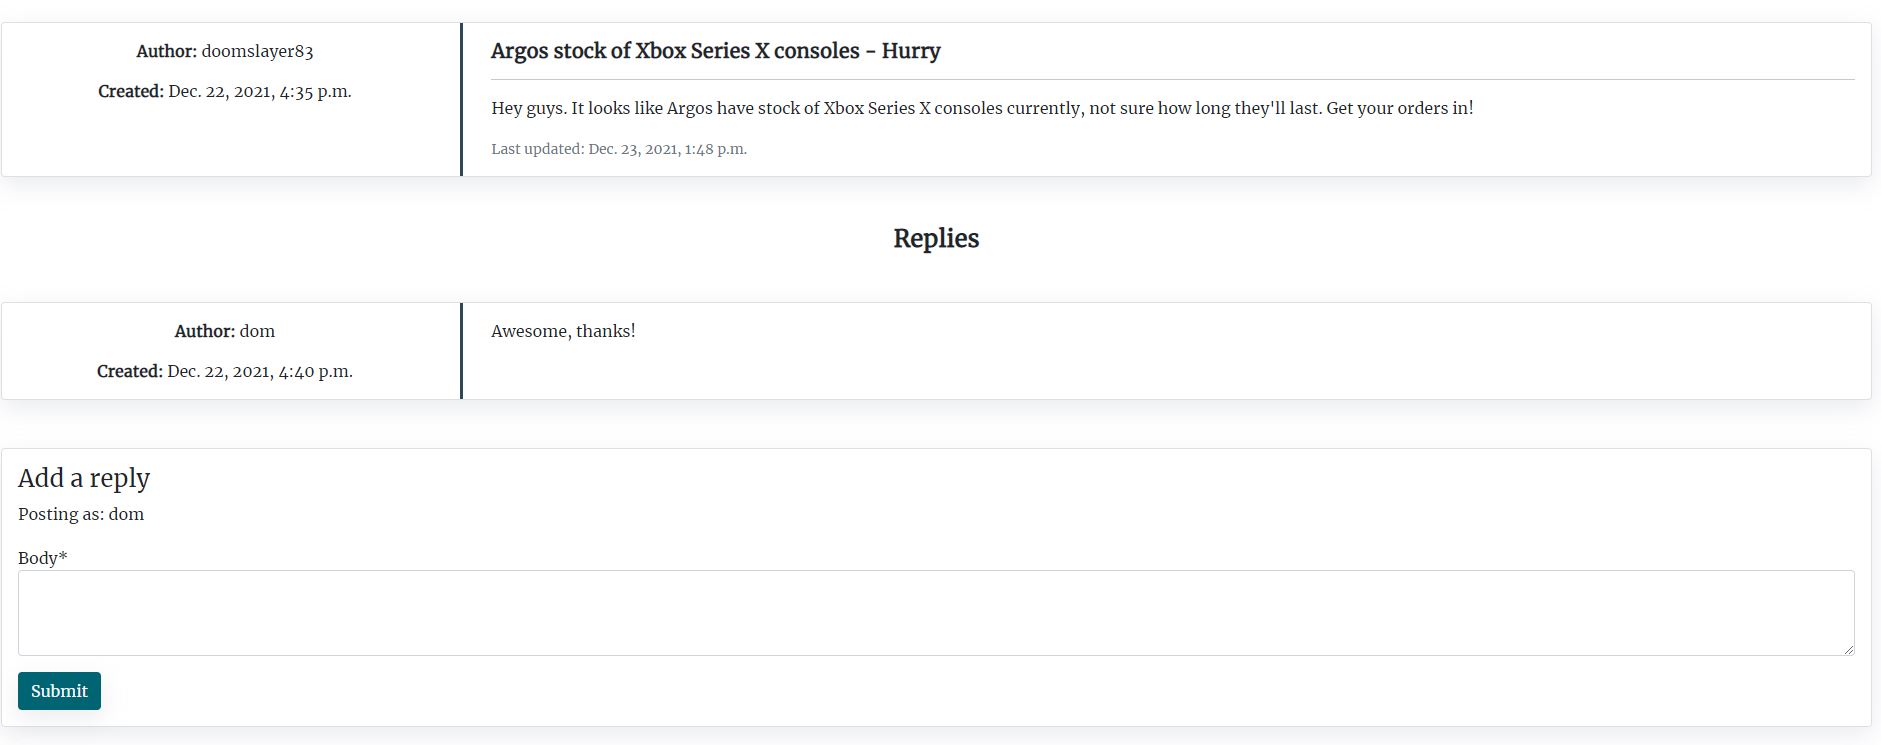 Author: doomslayer83
Created: Dec. 22, 2021, 4:35 p.m.
Argos stock of Xbox Series X consoles - Hurry
Hey guys. It looks like Argos have stock of Xbox Series X consoles currently, not sure how long they'll last. Get your orders in!
Last updated: Dec. 23, 2021, 1:48 p.m.
Replies
Author: dom
Created: Dec. 22, 2021, 4:40 p.m.
Awesome, thanks!
Add a reply
Posting as: dom
Body*
Submit